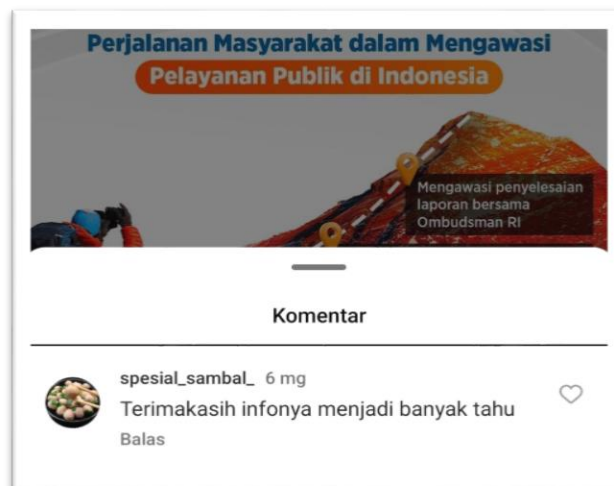 Perjalanan Masyarakat dalam Mengawasi
Pelayanan Publik di Indonesia
Mengawasi penyelesaian
laporan bersama
Ombudsman RI
Komentar
spesial_sambal_ 6 mg
Terimakasih infonya menjadi banyak tahu
Balas